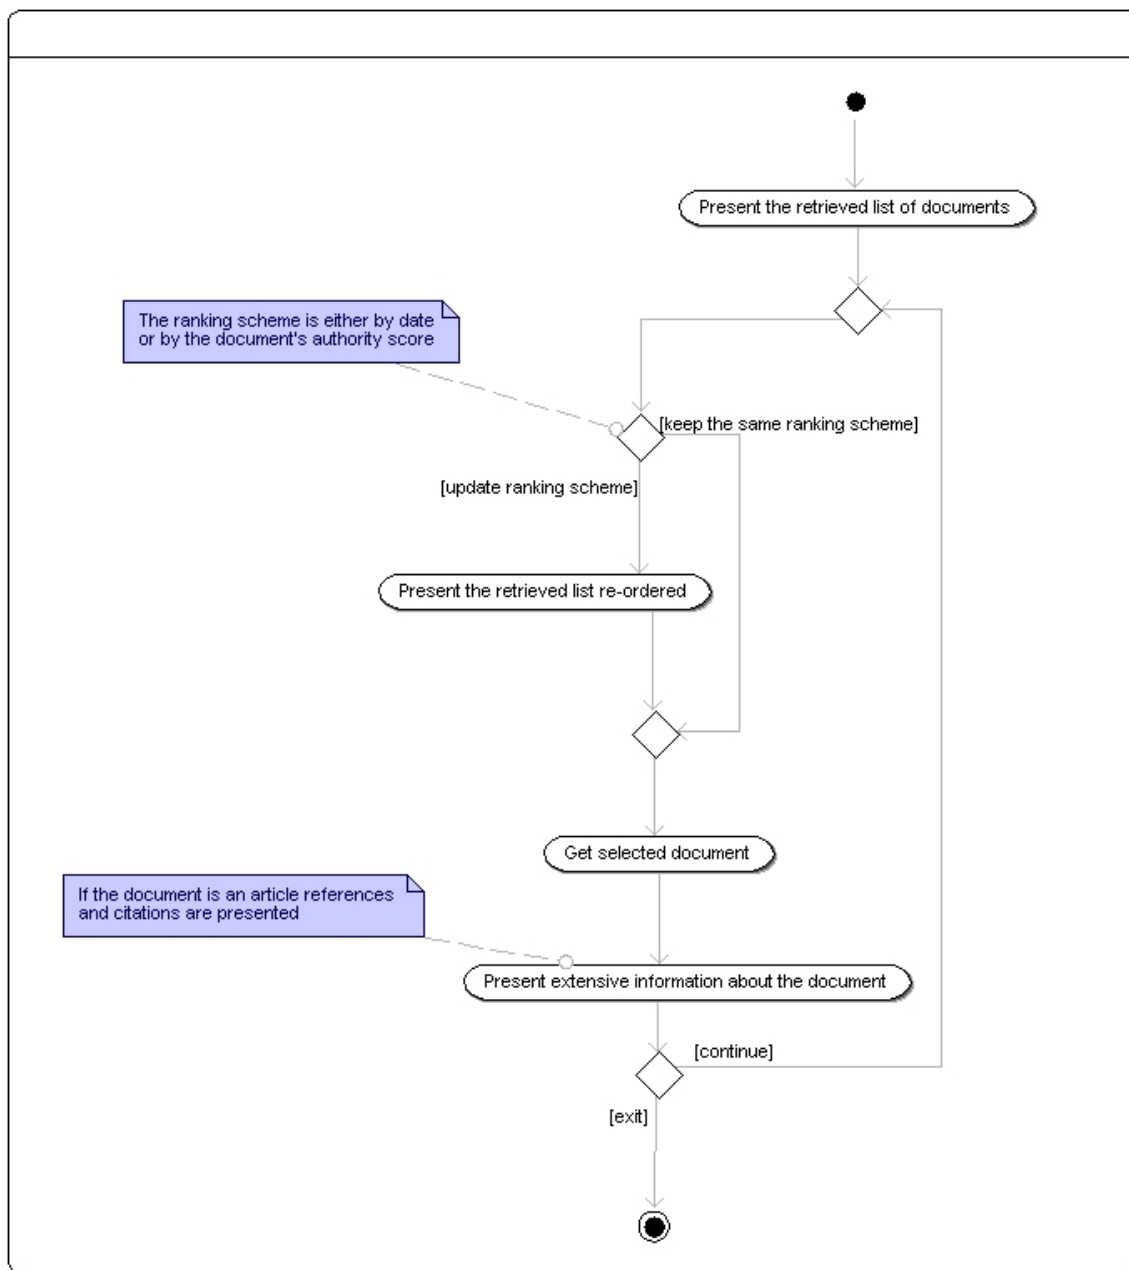 Present the retrieved list of documents
The ranking scheme is either by date
or by the document's authority score
[keep the same ranking scheme]
[update ranking scheme]
Present the retrieved list re-ordered
Get selected document
If the document is an article references
and citations are presented
Present extensive information about the document
[continue]
[exit]